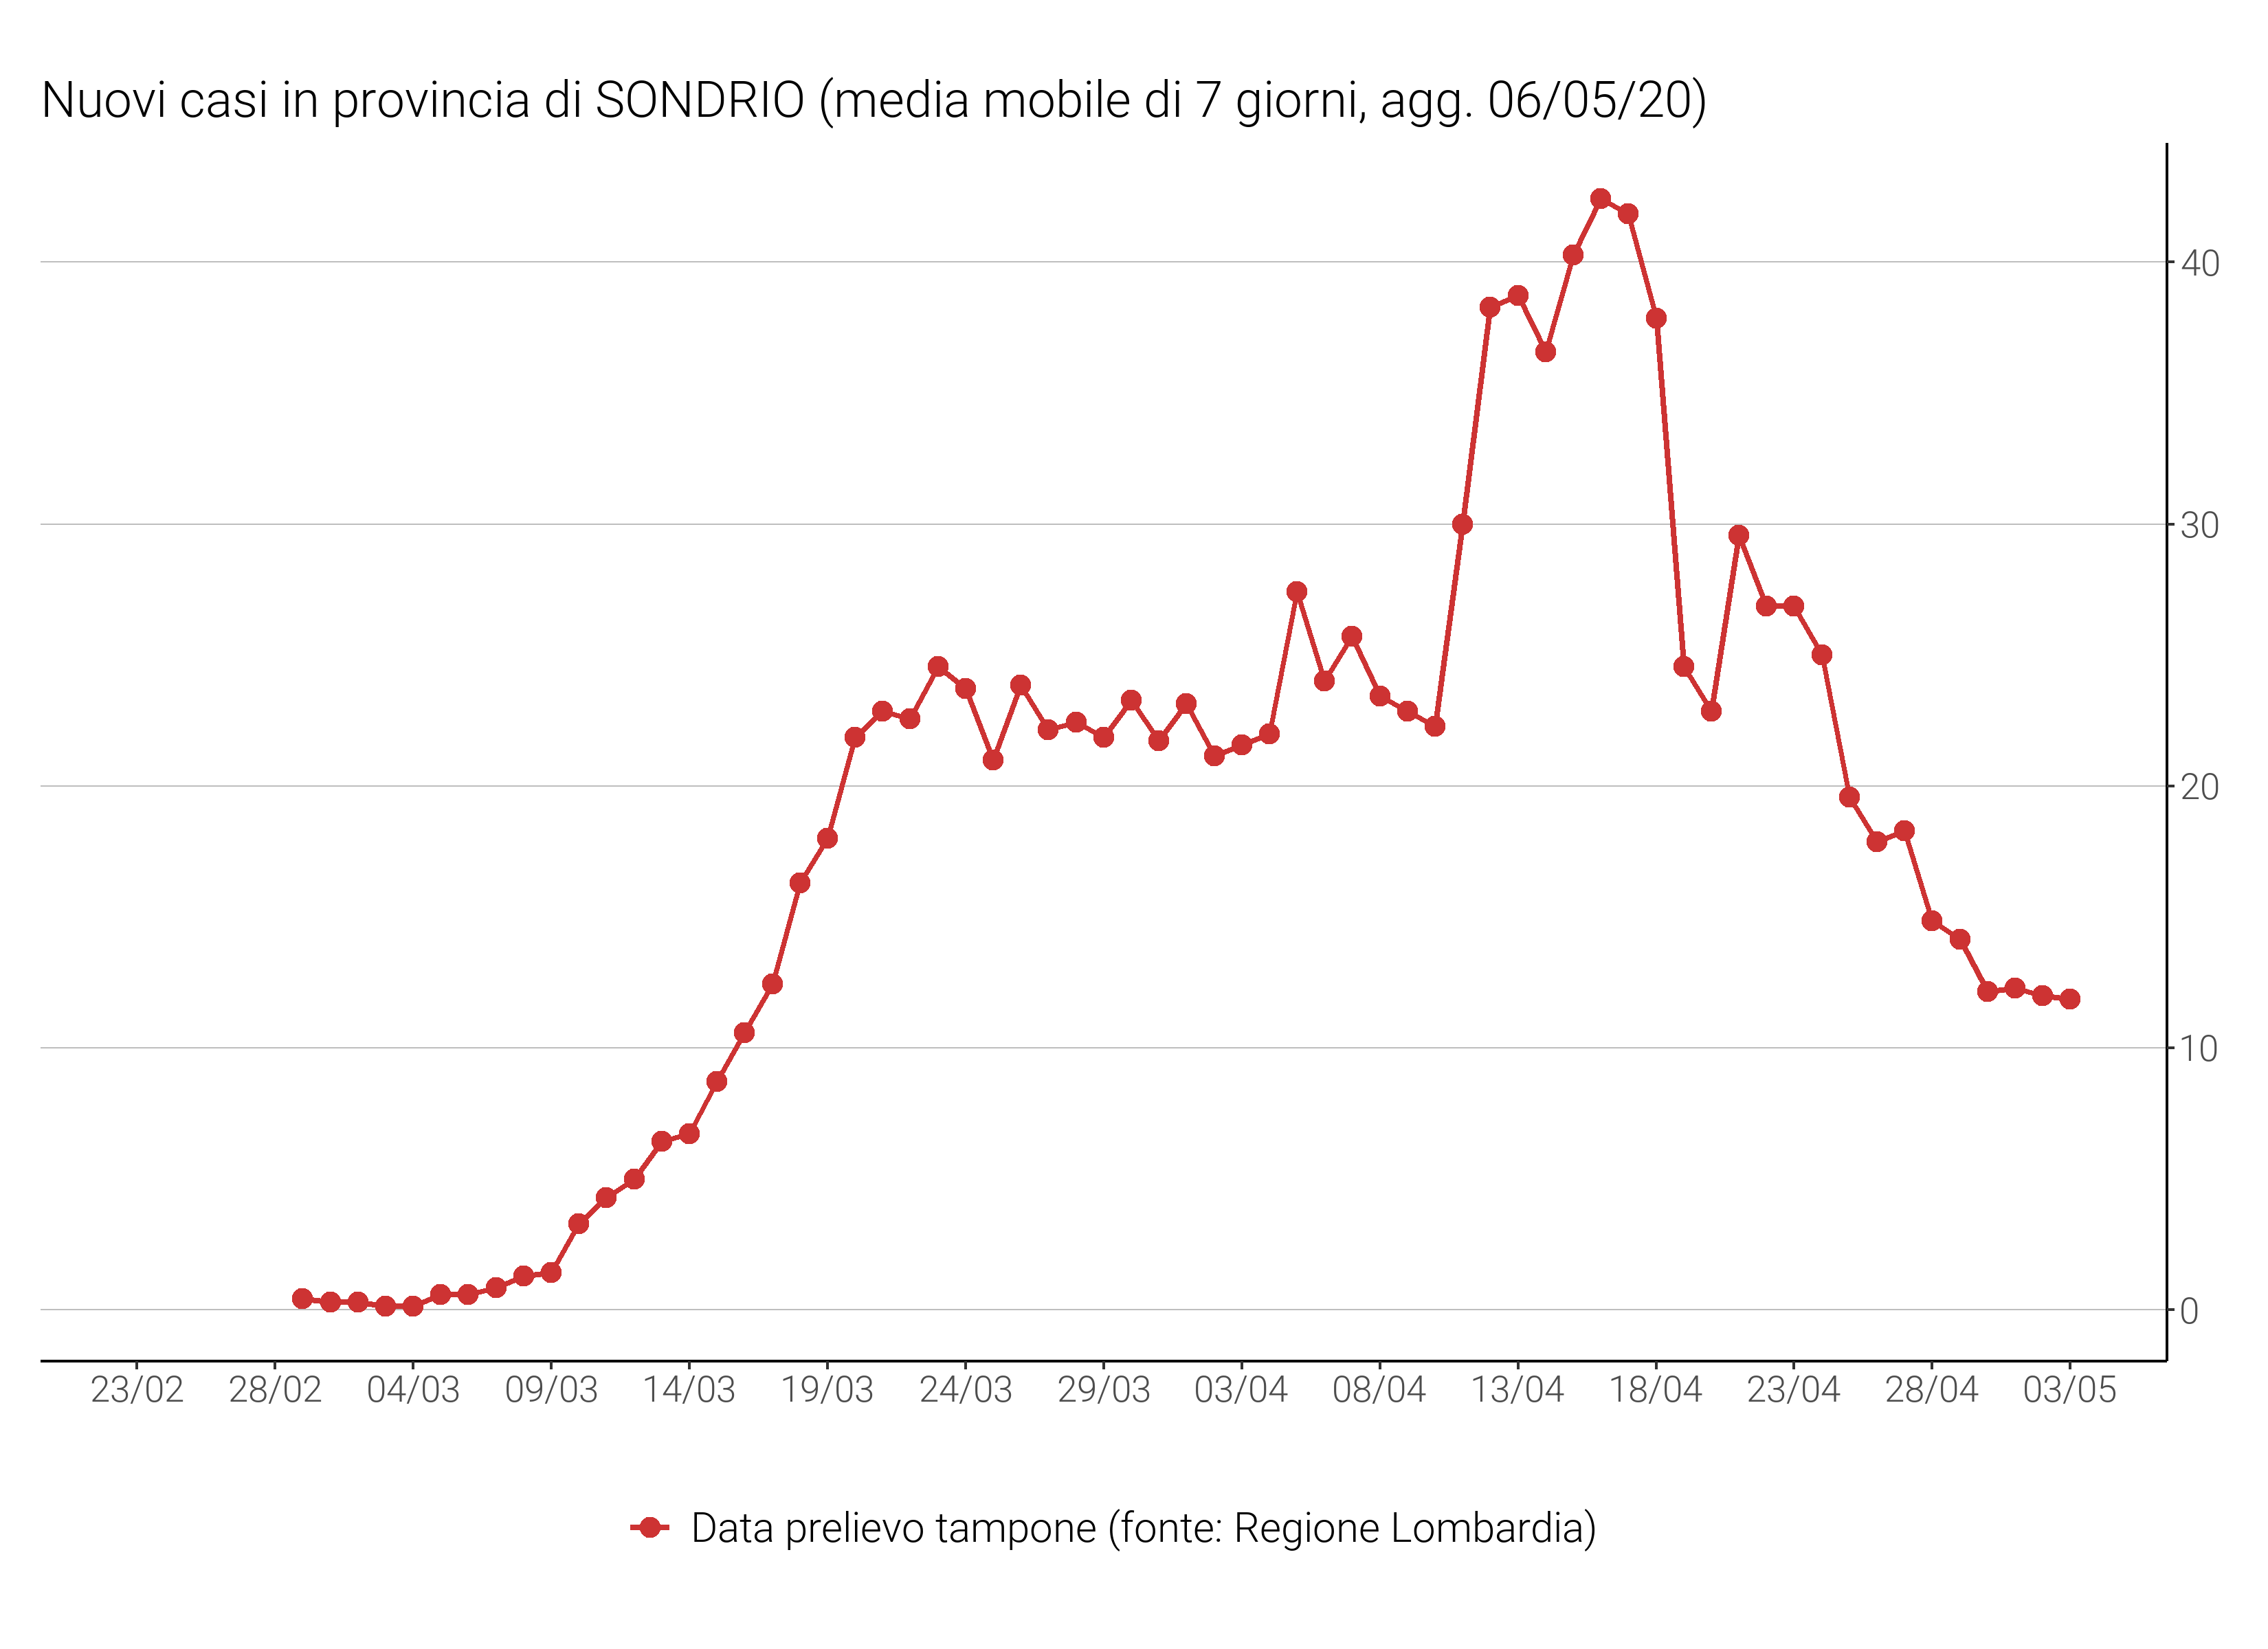 Nuovi casi in provincia di SONDRIO (media mobile di 7 giorni, agg. 06/05/20)
40
30
20
10
0
23/02 28/02 04/03 09/03 14/03 19/03 24/03 29/03 03/04 08/04 13/04 18/04 23/04 28/04 03/05
Data prelievo tampone (fonte: Regione Lombardia)